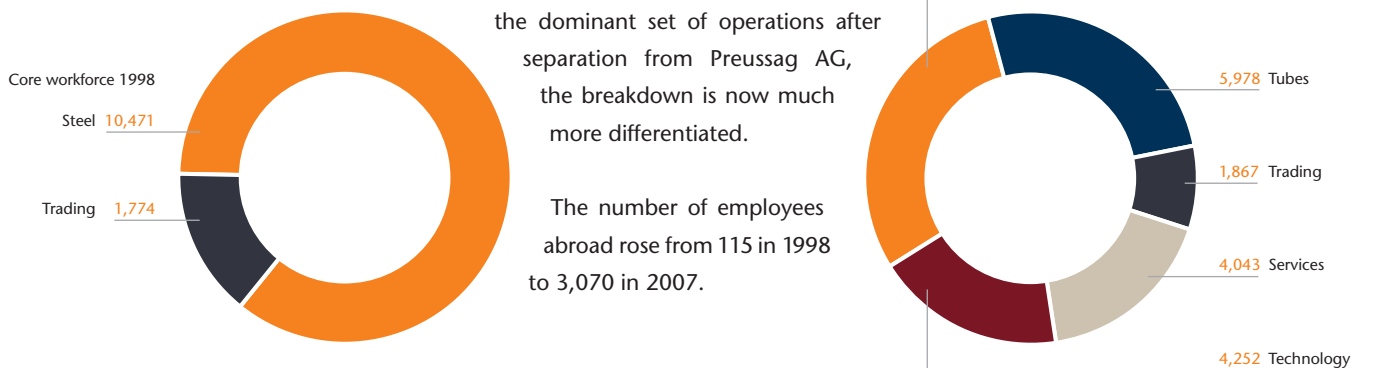 Core workforce 1998
Steel 10,471
Trading 1,774
the dominant set of operations after
separation from Preussag AG,
the breakdown is now much
more differentiated.
The number of employees
abroad rose from 115 in 1998
to 3,070 in 2007.
5,978 Tubes
1,867 Trading
4,043 Services
4,252 Technology